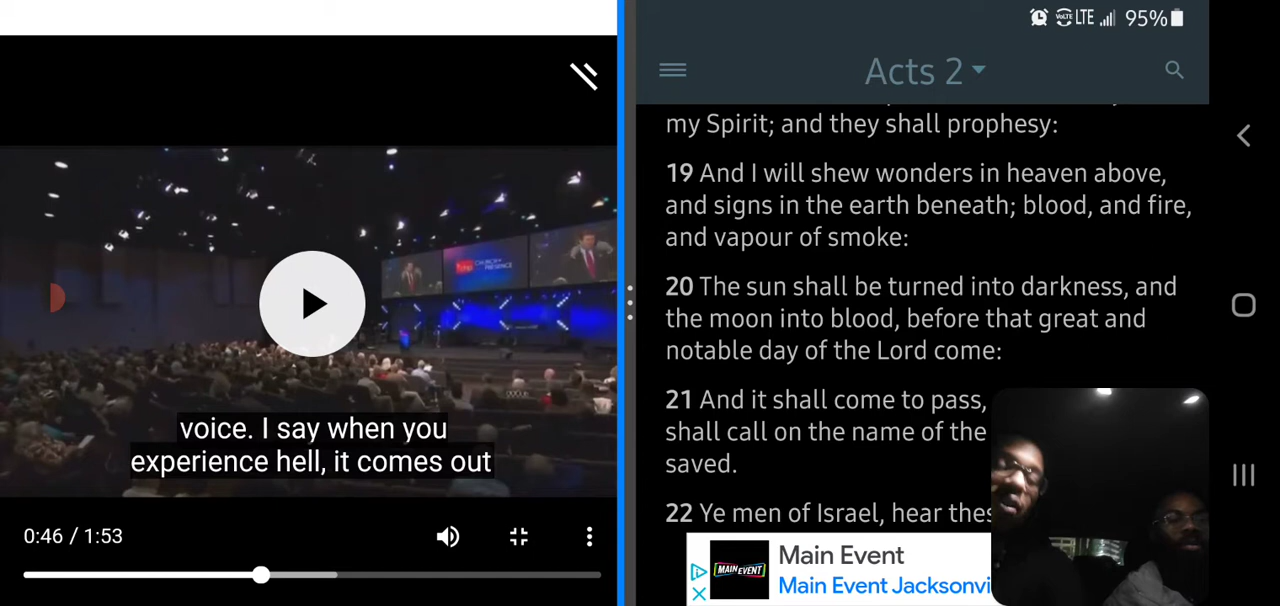 voice. I say when you
experience hell, it comes out
0:46 / 1:53
LTE 95%
Acts 2
my Spirit; and they shall prophesy:
19 And I will shew wonders in heaven above,
and signs in the earth beneath; blood, and fire,
and vapour of smoke:
20 The sun shall be turned into darkness, and
the moon into blood, before that great and
notable day of the Lord come:
21 And it shall come to pass,
shall call on the name of the
saved.
22 Ye men of Israel, hear thes
MAIN EVENT
Main Event
Main Event Jacksonvi